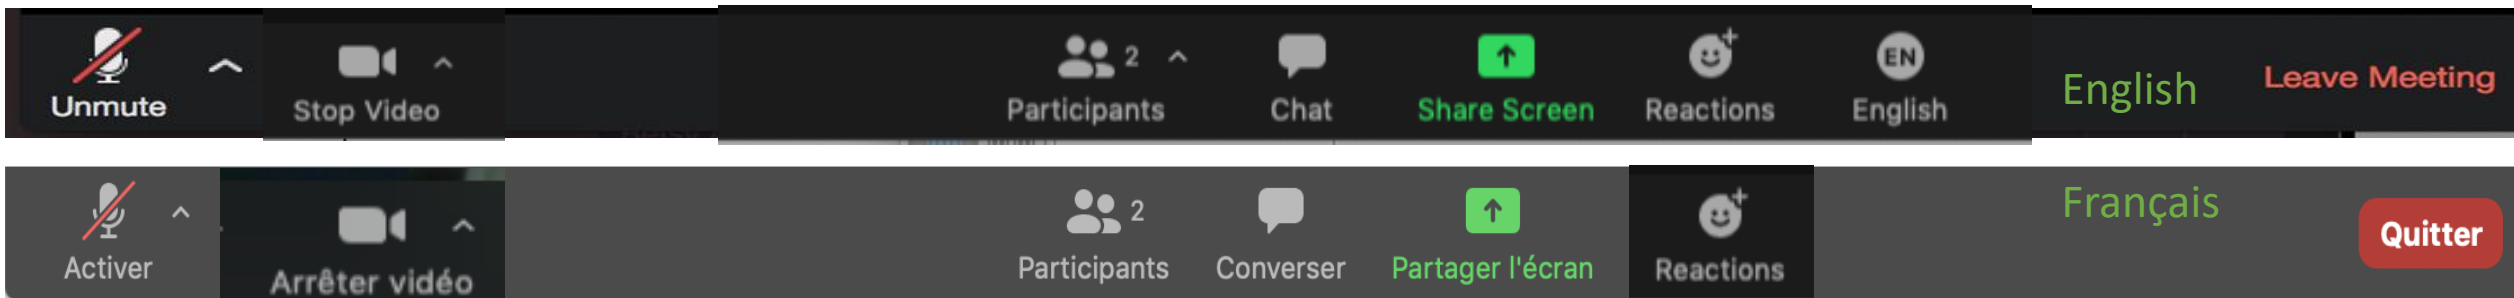 Unmute
Stop Video
2
Participants
Chat
Share Screen
Reactions
EN
English
English
Leave Meeting
Activer
Arrêter vidéo
2
Participants
Converser
Partager l'écran
Reactions
Français
Quitter